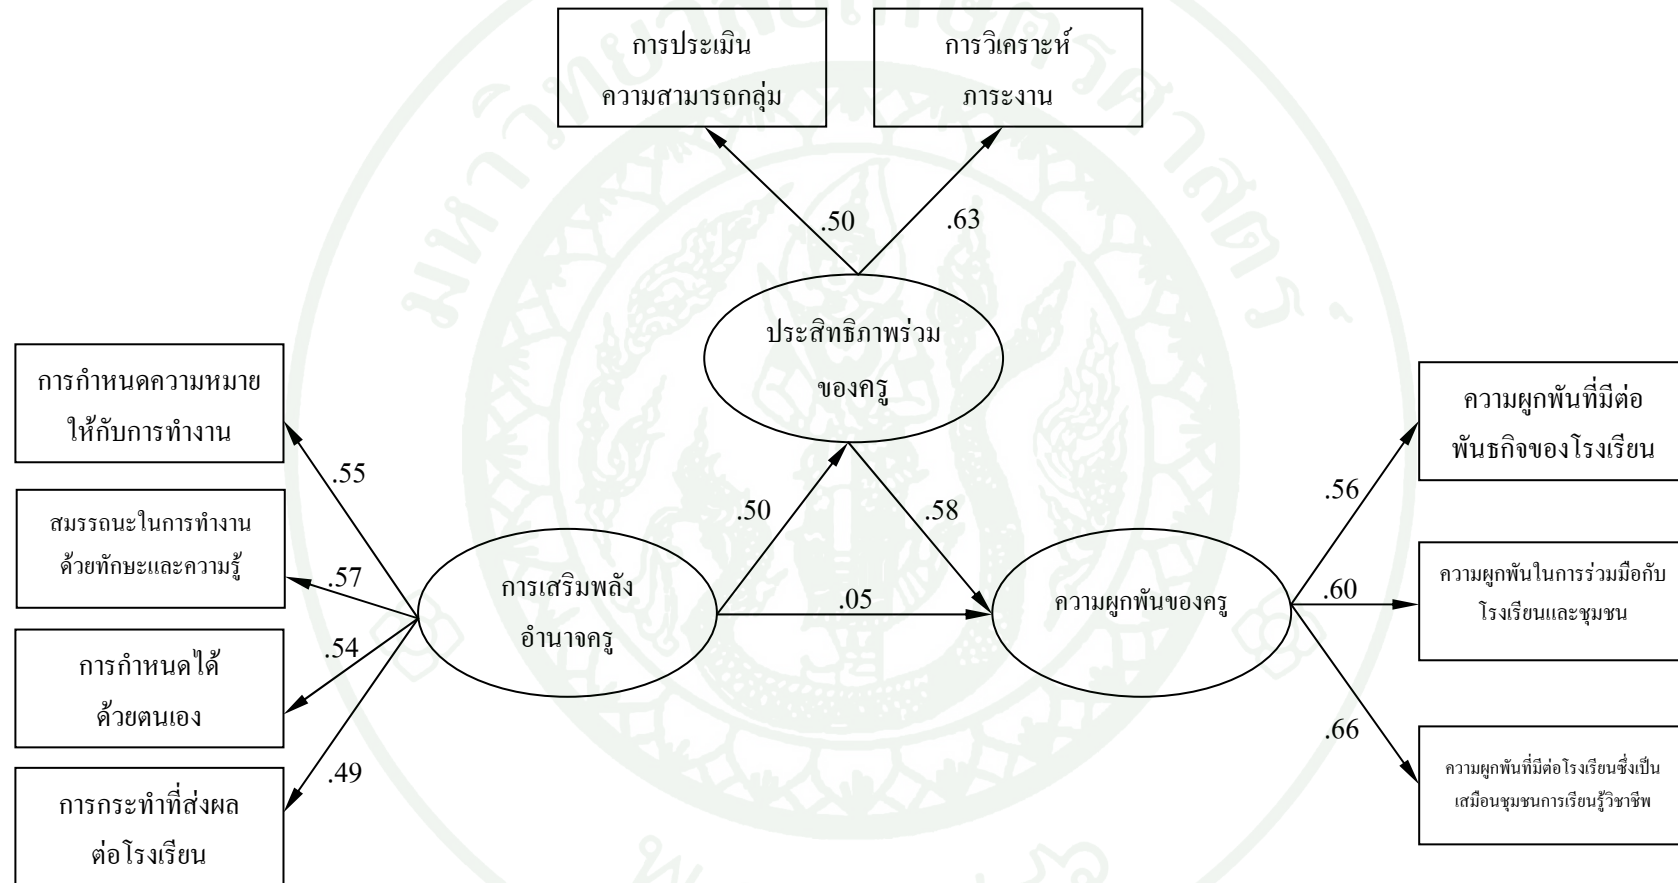 การประเมิน
ความสามารถกลุ่ม
การวิเคราะห์
ภาระงาน
.50
.63
ประสิทธิภาพร่วม
ของครู
การกำหนดความหมาย
ให้กับการทำงาน
สมรรถนะในการทำงาน
ด้วยทักษะและความรู้
การกำหนดได้
ด้วยตนเอง
การกระทำที่ส่งผล
ต่อโรงเรียน
.55
.57
.54
.49
การเสริมพลัง
อำนาจครู
.50
.58
.05
ความผูกพันของครู
.56
.60
.66
ความผูกพันที่มีต่อ
พันธกิจของโรงเรียน
ความผูกพันในการร่วมมือกับ
โรงเรียนและชุมชน
ความผูกพันที่มีต่อโรงเรียนซึ่งเป็น
เสมือนชุมชนการเรียนรู้วิชาชีพ